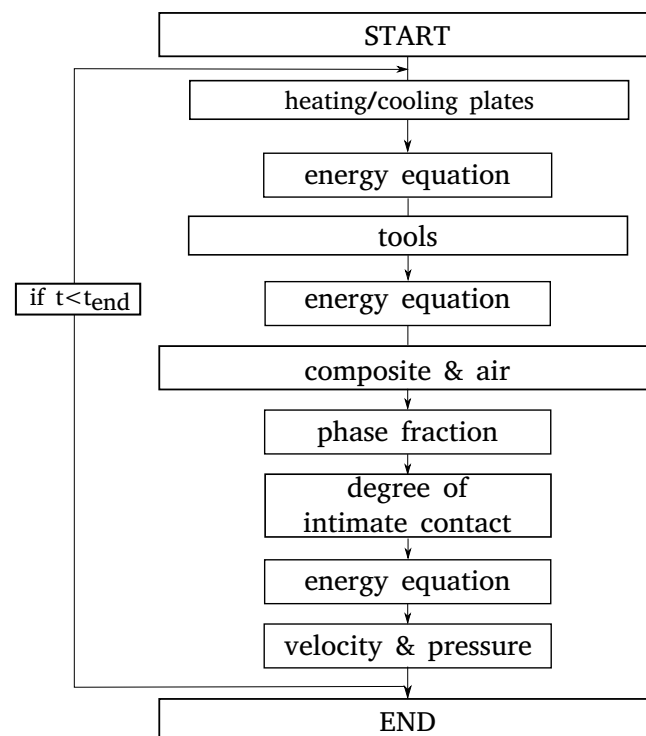 START
heating/cooling plates
energy equation
tools
if t<tend
energy equation
composite & air
phase fraction
degree of
intimate contact
energy equation
velocity & pressure
END